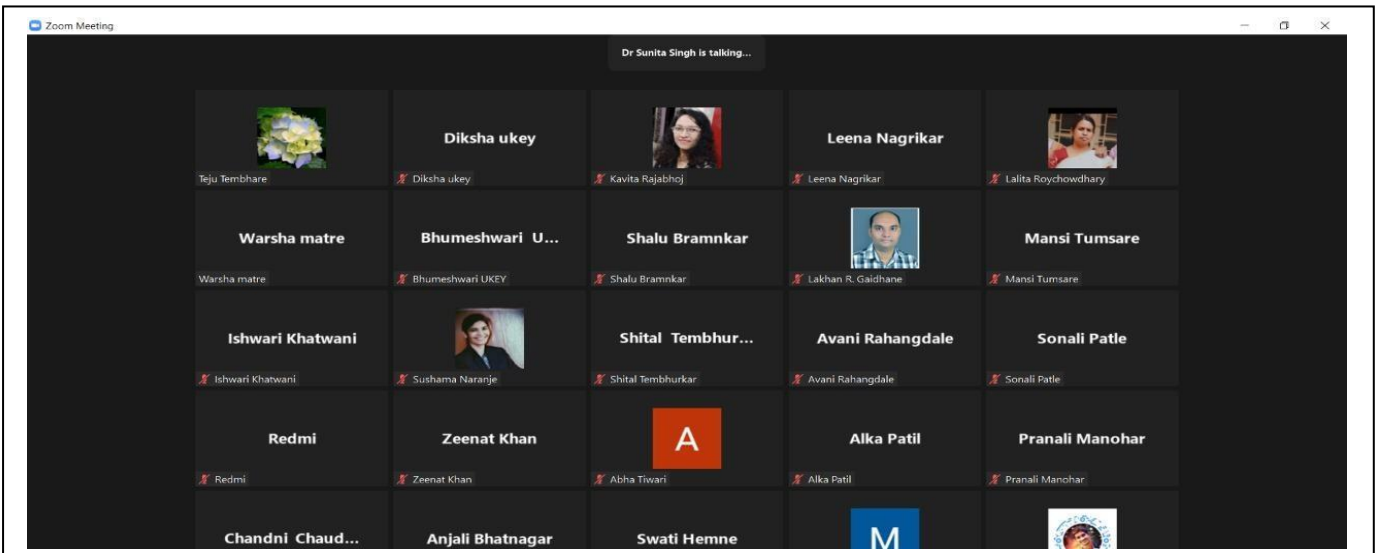 Zoom Meeting
Dr Sunita Singh is talking...
Teju Tembhare
Diksha ukey
Diksha ukey
Kavita Rajabhoj
Leena Nagrikar
Leena Nagrikar
Lalita Roychowdhary
Warsha matre
Warsha matre
Bhumeshwari U...
Bhumeshwari UKEY
Shalu Bramnkar
Shalu Bramnkar
Lakhan R. Gaidhane
Mansi Tumsare
Mansi Tumsare
Ishwari Khatwani
Ishwari Khatwani
Sushama Naranje
Shital Tembhur...
Shital Tembhurkar
Avani Rahangdale
Avani Rahangdale
Sonali Patle
Sonali Patle
Redmi
Redmi
Zeenat Khan
Zeenat Khan
A
Abha Tiwari
Alka Patil
Alka Patil
Pranali Manohar
Pranali Manohar
Chandni Chaud...
Anjali Bhatnagar
Swati Hemne
M